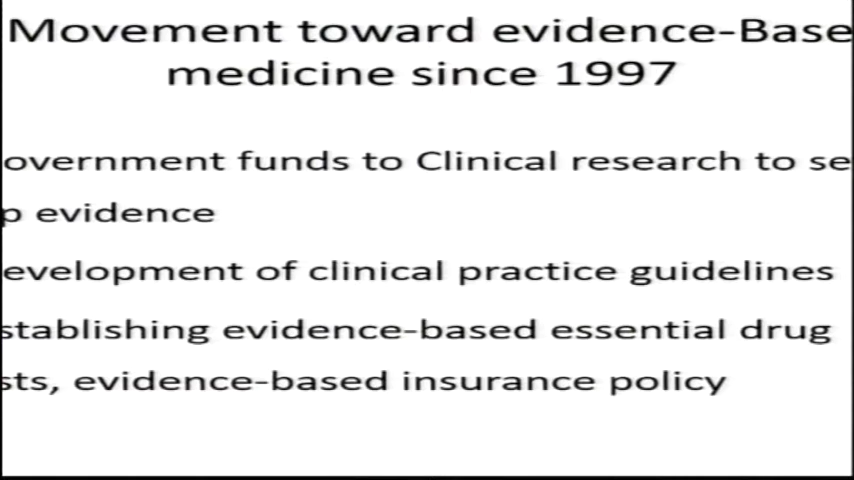 Movement toward evidence-Base
medicine since 1997
overnment funds to Clinical research to se
p evidence
evelopment of clinical practice guidelines
stablishing evidence-based essential drug
sts, evidence-based insurance policy